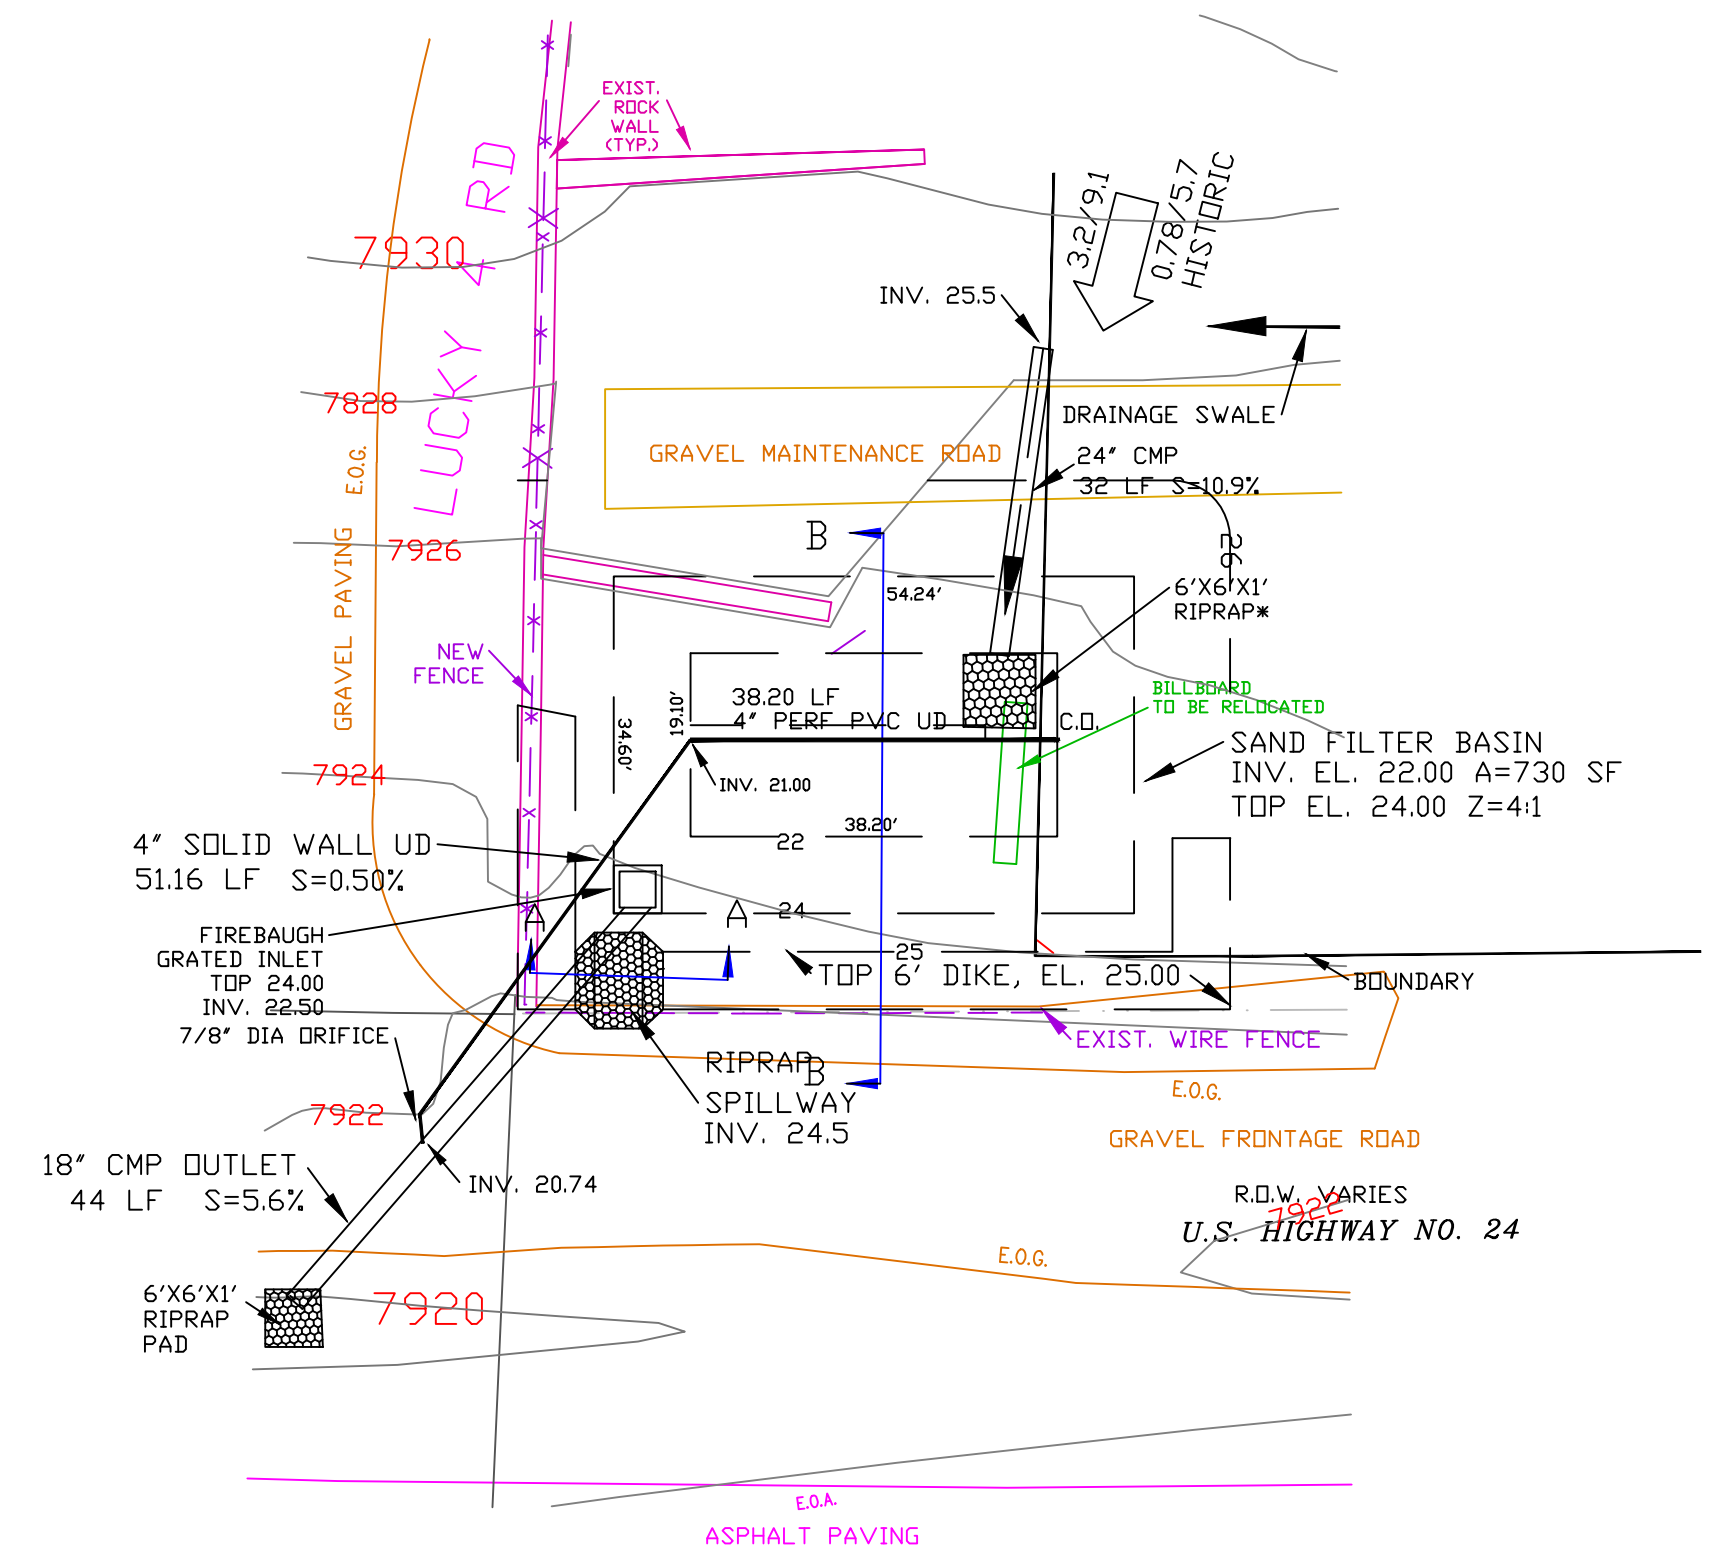 EXIST.
ROCK
WALL
(TYP.)
LUCKY 4 RD
7930
3.2/9.1
0.78/5.7
HISTORIC
INV. 25.5
7828
E.O.G.
DRAINAGE SWALE
GRAVEL MAINTENANCE ROAD
24" CMP
32 LF S=10.9%
B
26
7926
GRAVEL PAVING
54.24'
6'X6'X1'
RIPRAP*
NEW
FENCE
38.20 LF
4" PERF PVC UD
C.O.
19.10'
34.60'
BILLBOARD
TO BE RELOCATED
SAND FILTER BASIN
INV. EL. 22.00 A=730 SF
TOP EL. 24.00 Z=4:1
7924
INV. 21.00
38.20'
22
4" SOLID WALL UD
51.16 LF S=0.50%
A
A
24
FIREBAUGH
GRATED INLET
TOP 24.00
INV. 22.50
25
TOP 6' DIKE, EL. 25.00
BOUNDARY
7/8" DIA ORIFICE
EXIST. WIRE FENCE
RIPRAP
SPILLWAY
INV. 24.5
B
E.O.G.
7922
GRAVEL FRONTAGE ROAD
18" CMP OUTLET
44 LF S=5.6%
INV. 20.74
R.O.W. VARIES
7922
U.S. HIGHWAY NO. 24
E.O.G.
6'X6'X1'
RIPRAP
PAD
7920
E.O.A.
ASPHALT PAVING